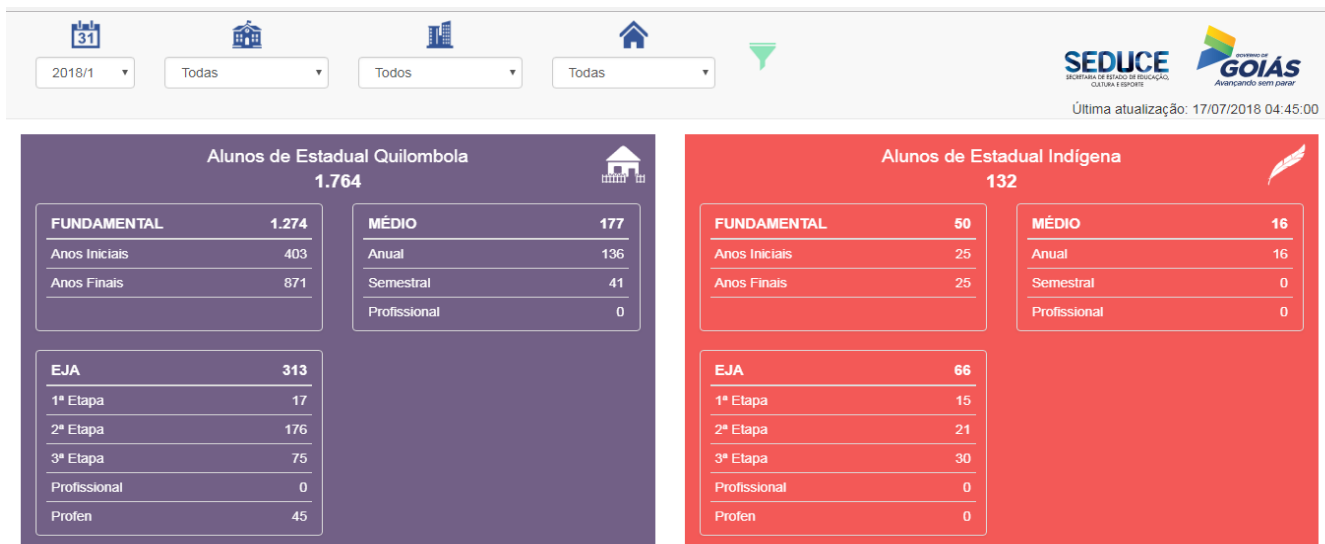 31
2018/1
Todas
Todos
Todas
SEDUCE
SECRETARIA DE ESTADO DE EDUCAÇÃO,
CULTURA E ESPORTE
GOVERNO DE
GOIÁS
Avançando sem parar
Última atualização: 17/07/2018 04:45:00
Alunos de Estadual Quilombola
1.764
FUNDAMENTAL 1.274
Anos Iniciais 403
Anos Finais 871
MÉDIO 177
Anual 136
Semestral 41
Profissional 0
EJA 313
1ª Etapa 17
2ª Etapa 176
3ª Etapa 75
Profissional 0
Profen 45
Alunos de Estadual Indígena
132
FUNDAMENTAL 50
Anos Iniciais 25
Anos Finais 25
MÉDIO 16
Anual 16
Semestral 0
Profissional 0
EJA 66
1ª Etapa 15
2ª Etapa 21
3ª Etapa 30
Profissional 0
Profen 0